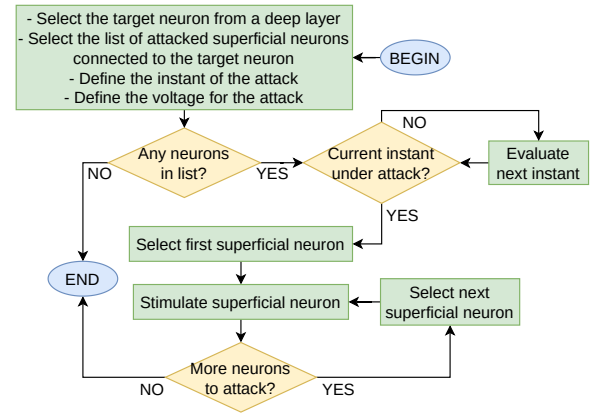 - Select the target neuron from a deep layer
- Select the list of attacked superficial neurons
connected to the target neuron
- Define the instant of the attack
- Define the voltage for the attack
BEGIN
Any neurons
in list?
NO
YES
Current instant
under attack?
NO
Evaluate
next instant
YES
Select first superficial neuron
END
Stimulate superficial neuron
Select next
superficial neuron
More neurons
to attack?
NO
YES